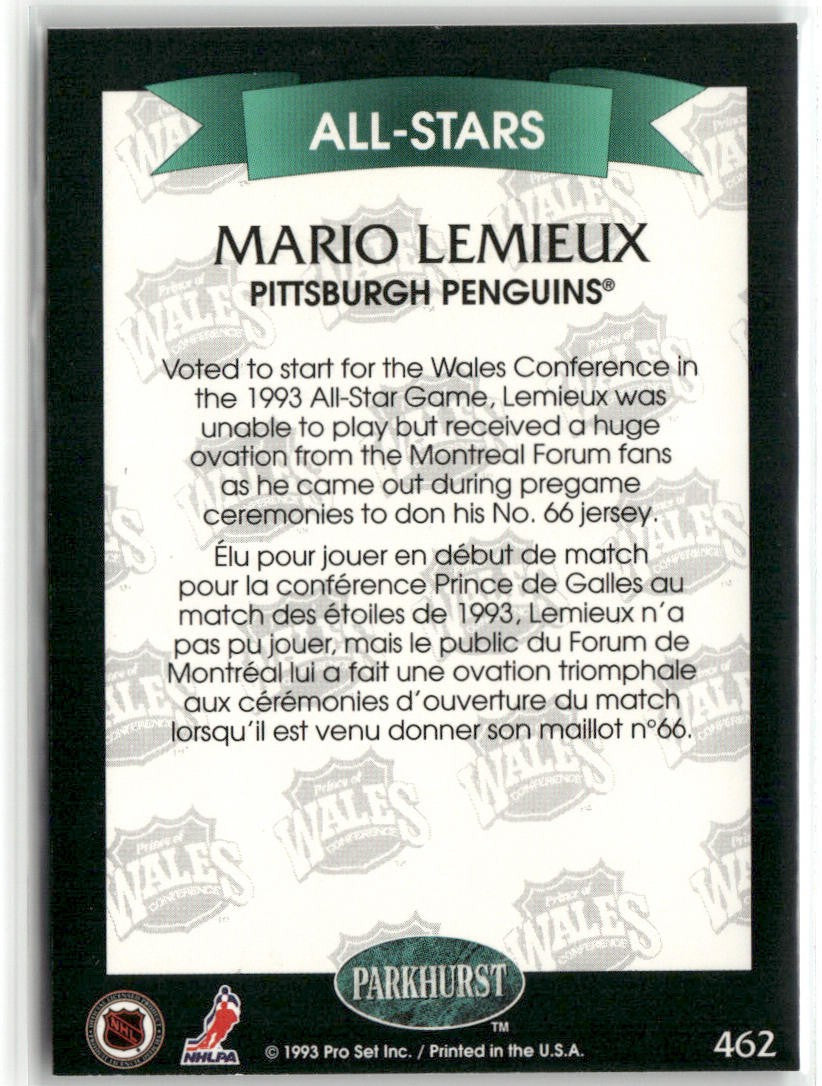 ALL-STARS
MARIO LEMIEUX
PITTSBURGH PENGUINS®
Voted to start for the Wales Conference in
the 1993 All-Star Game, Lemieux was
unable to play but received a huge
ovation from the Montreal Forum fans
as he came out during pregame
ceremonies to don his No. 66 jersey.
Élu pour jouer en début de match
pour la conférence Prince de Galles au
match des étoiles de 1993, Lemieux n'a
pas pu jouer, mais le public du Forum de
Montréal lui a fait une ovation triomphale
aux cérémonies d'ouverture du match
lorsqu'il est venu donner son maillot n°66.
Prince of
WALES
CONFERENCE
PARKHURST
TM
NHL
NHLPA
© 1993 Pro Set Inc. / Printed in the U.S.A.
462